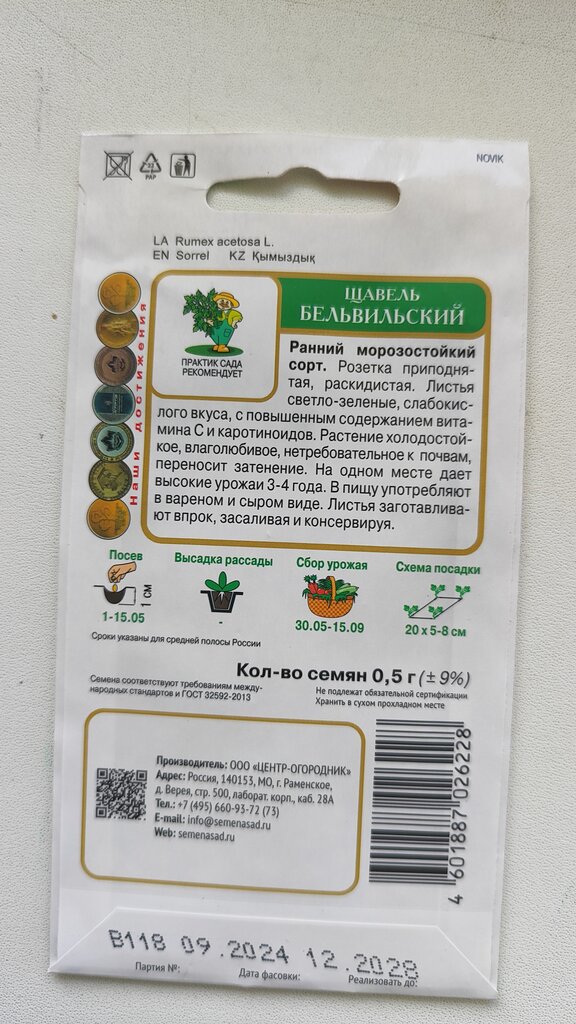 NOVIK
22
PAP
LA Rumex acetosa L.
EN Sorrel KZ Қымыздық
Наши достижения
ПРАКТИК САДА
РЕКОМЕНДУЕТ
ЩАВЕЛЬ
БЕЛЬВИЛЬСКИЙ
Ранний морозостойкий
сорт. Розетка приподня-
тая, раскидистая. Листья
светло-зеленые, слабокис-
лого вкуса, с повышенным содержанием вита-
мина С и каротиноидов. Растение холодостой-
кое, влаголюбивое, нетребовательное к почвам,
переносит затенение. На одном месте дает
высокие урожаи 3-4 года. В пищу употребляют
в вареном и сыром виде. Листья заготавлива-
ют впрок, засаливая и консервируя.
Посев
1 см
1-15.05
Высадка рассады
-
Сбор урожая
30.05-15.09
Схема посадки
20 x 5-8 см
Сроки указаны для средней полосы России
Кол-во семян 0,5 г (± 9%)
Семена соответствуют требованиям между-
народных стандартов и ГОСТ 32592-2013
Не подлежат обязательной сертификации
Хранить в сухом прохладном месте
Производитель: ООО «ЦЕНТР-ОГОРОДНИК»
Адрес: Россия, 140153, МО, г. Раменское,
д. Верея, стр. 500, лаборат. корп., каб. 28А
Тел.: +7 (495) 660-93-72 (73)
E-mail: info@semenasad.ru
Web: semenasad.ru
4 601887 026228
B118 09.2024 12.2028
Партия №: Дата фасовки: Реализовать до: